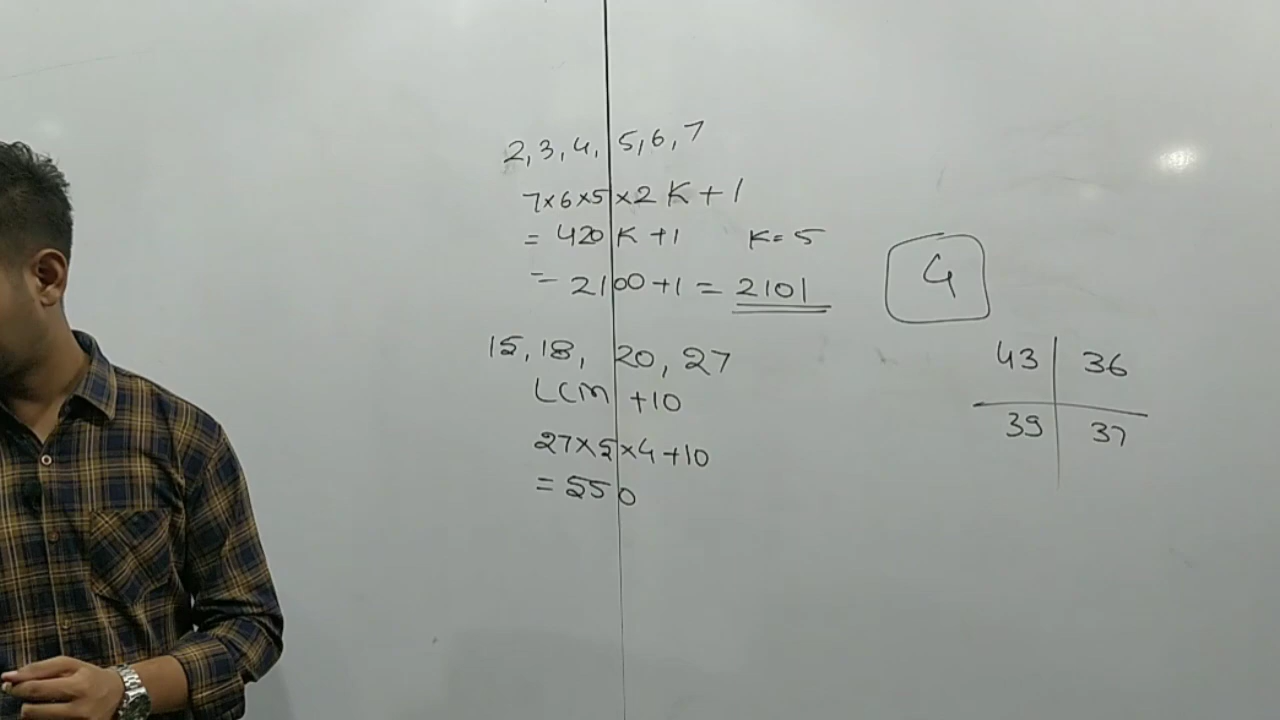 2, 3, 4, 5, 6, 7
7×6×5×2 K + 1
= 420 K + 1 K= 5
= 2100 + 1 = 2101
4
15, 18, 20, 27
LCM + 10
27×5×4+10
= 550
43 36
39 37